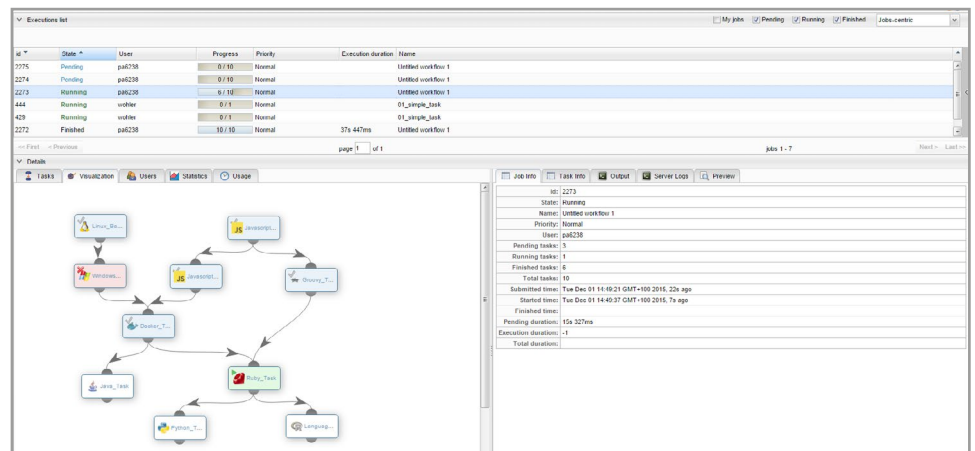 Executions list
My jobs Pending Running Finished Jobs-centric
id State User Progress Priority Execution duration Name
2275 Pending pa6238 0 / 10 Normal Untitled workflow 1
2274 Pending pa6238 0 / 10 Normal Untitled workflow 1
2273 Running pa6238 6 / 10 Normal Untitled workflow 1
444 Running wohler 0 / 1 Normal 01_simple_task
429 Running wohler 0 / 1 Normal 01_simple_task
2272 Finished pa6238 10 / 10 Normal 37s 447ms Untitled workflow 1
<< First < Previous page 1 of 1 jobs 1 - 7 Next > Last >>
Details
Tasks Visualization Users Statistics Usage
Linux_Ba...
Javascript...
Windows...
Javascript...
Groovy_T...
Docker_T...
Java_Task
Ruby_Task
Python_T...
Languag...
Job Info Task Info Output Server Logs Preview
id: 2273
State: Running
Name: Untitled workflow 1
Priority: Normal
User: pa6238
Pending tasks: 3
Running tasks: 1
Finished tasks: 6
Total tasks: 10
Submitted time: Tue Dec 01 14:49:21 GMT+100 2015, 22s ago
Started time: Tue Dec 01 14:49:37 GMT+100 2015, 7s ago
Finished time:
Pending duration: 15s 327ms
Execution duration: -1
Total duration: